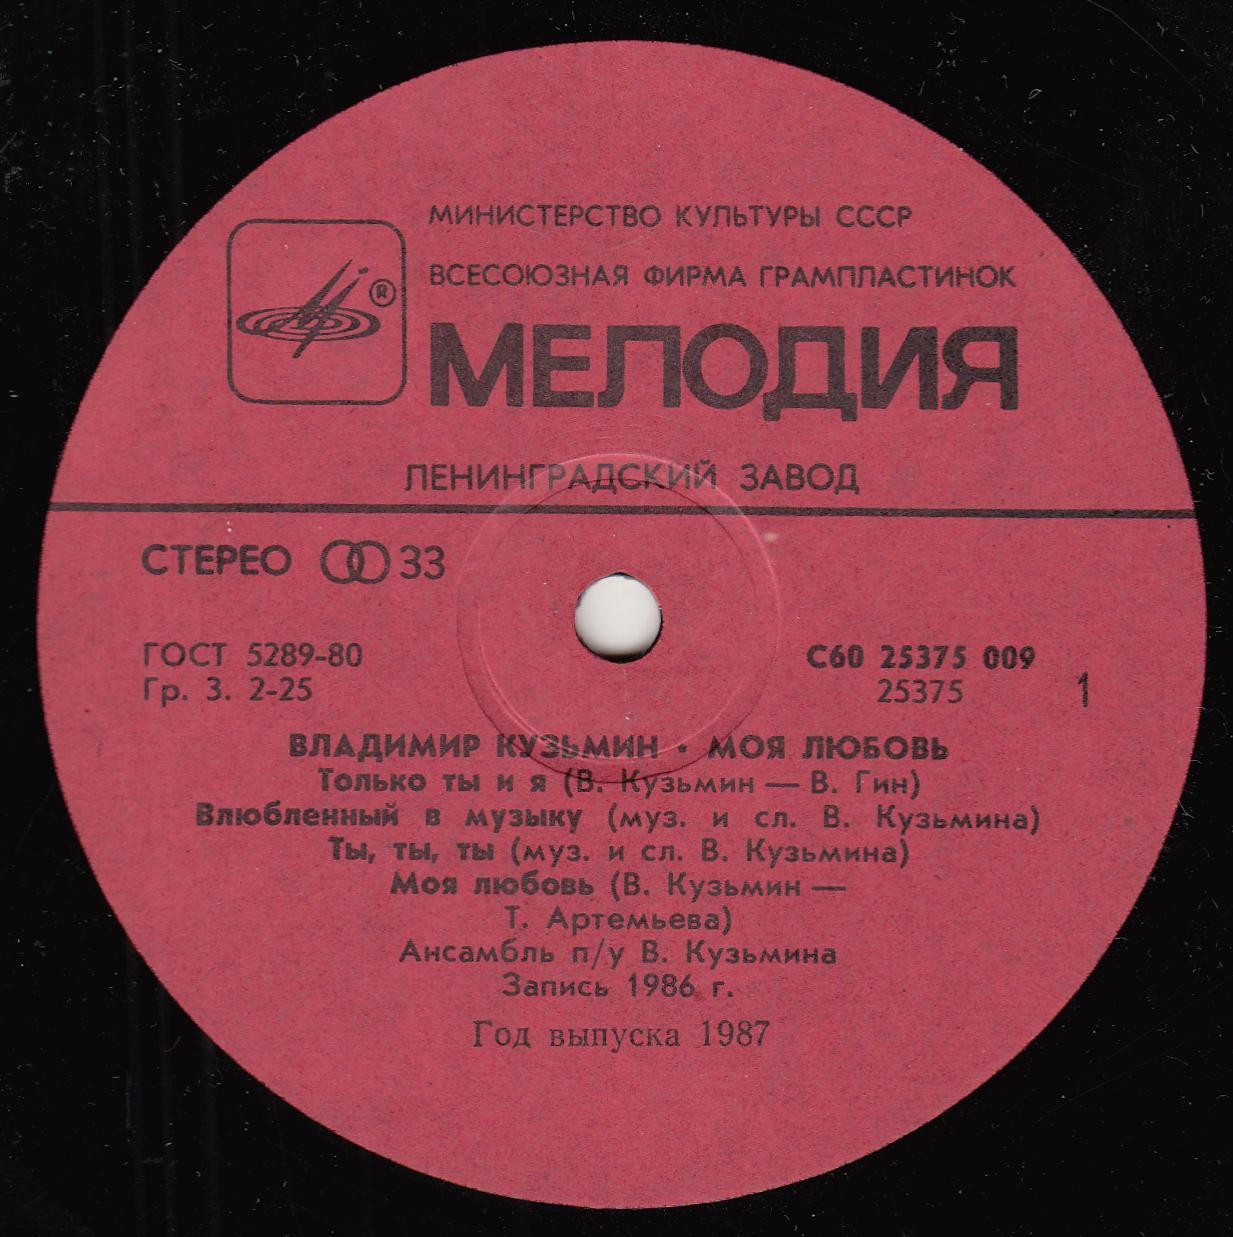 МИНИСТЕРСТВО КУЛЬТУРЫ СССР
ВСЕСОЮЗНАЯ ФИРМА ГРАМПЛАСТИНОК
®
МЕЛОДИЯ
ЛЕНИНГРАДСКИЙ ЗАВОД
СТЕРЕО 33
ГОСТ 5289-80
Гр. 3. 2-25
С60 25375 009
25375
1
ВЛАДИМИР КУЗЬМИН · МОЯ ЛЮБОВЬ
Только ты и я (В. Кузьмин — В. Гин)
Влюбленный в музыку (муз. и сл. В. Кузьмина)
Ты, ты, ты (муз. и сл. В. Кузьмина)
Моя любовь (В. Кузьмин —
Т. Артемьева)
Ансамбль п/у В. Кузьмина
Запись 1986 г.
Год выпуска 1987